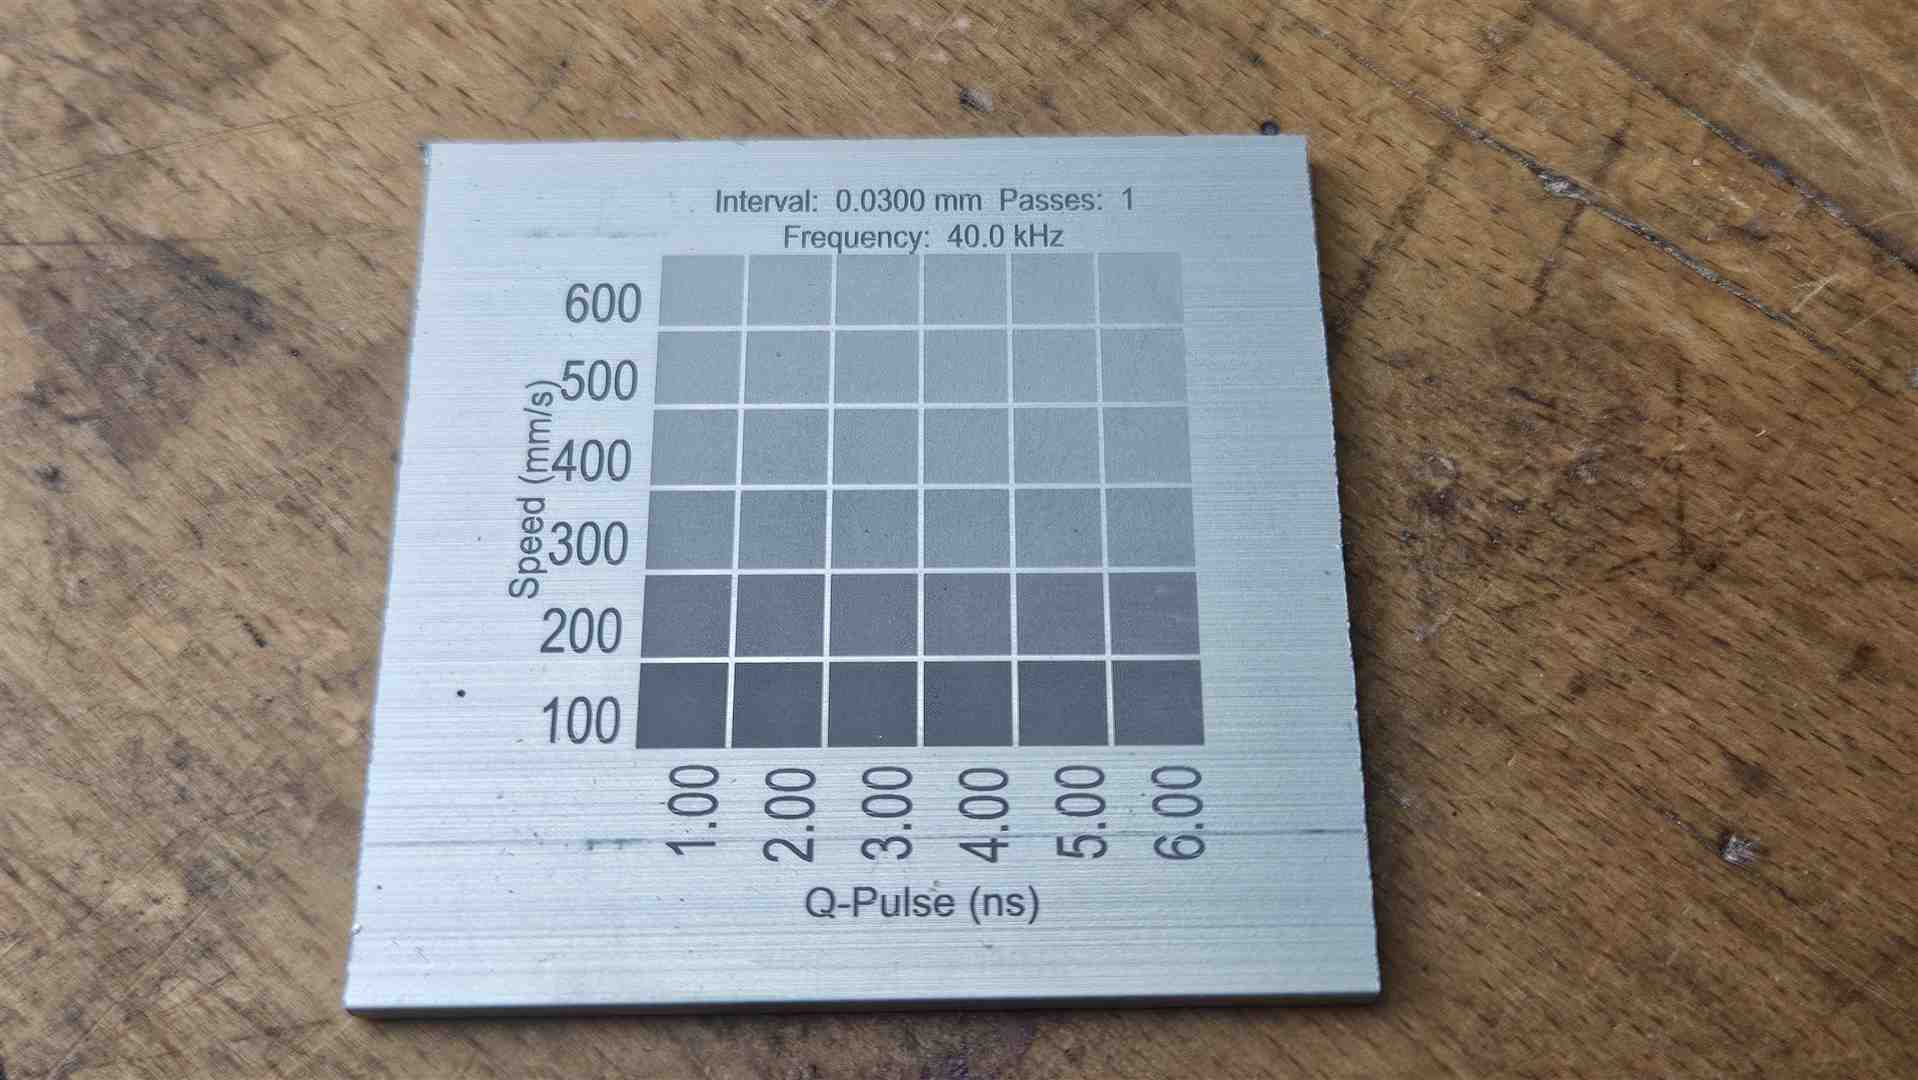 Interval: 0.0300 mm Passes: 1
Frequency: 40.0 kHz
Speed (mm/s)
600
500
400
300
200
100
1.00 2.00 3.00 4.00 5.00 6.00
Q-Pulse (ns)